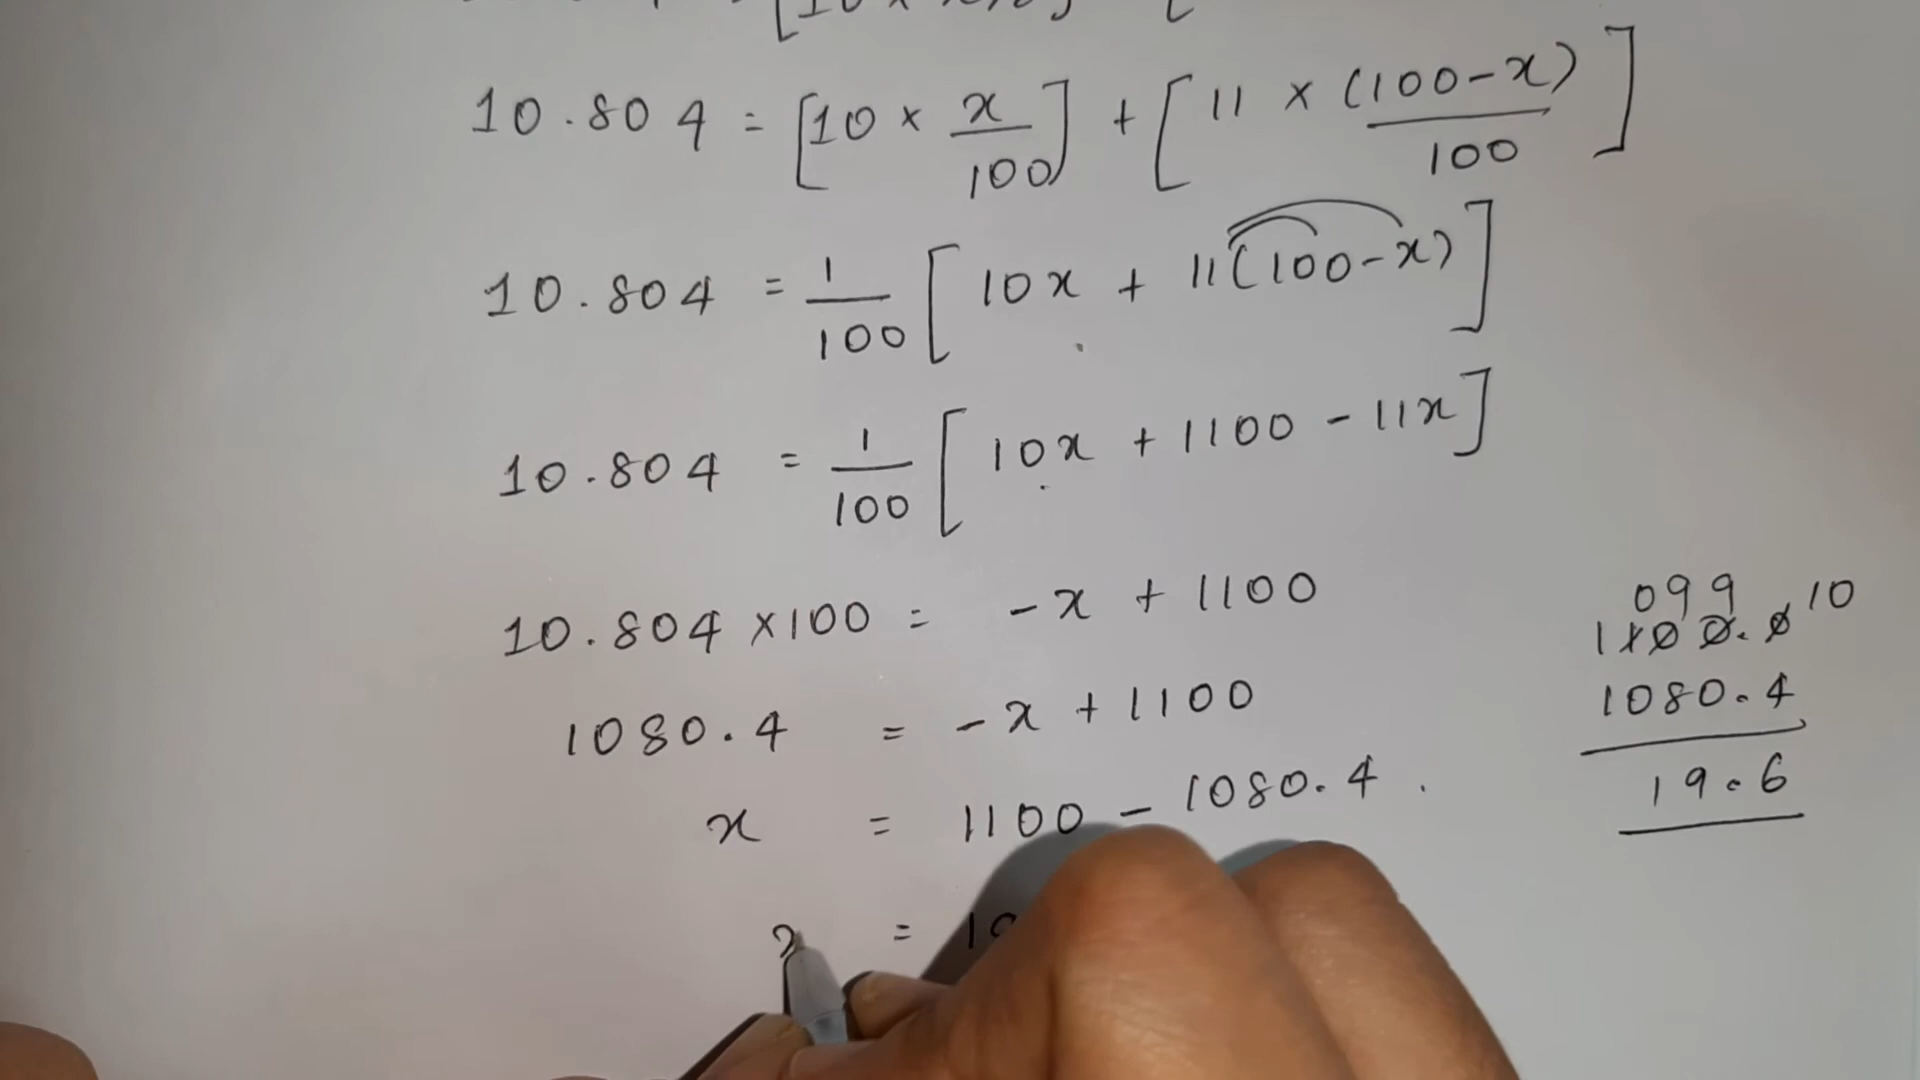 10.804 = [10 × x/100] + [11 × (100-x)/100]
10.804 = 1/100 [10x + 11(100-x)]
10.804 = 1/100 [10x + 1100 - 11x]
10.804 × 100 = -x + 1100
1080.4 = -x + 1100
x = 1100 - 1080.4
=
099 10
1100.0
1080.4
19.6